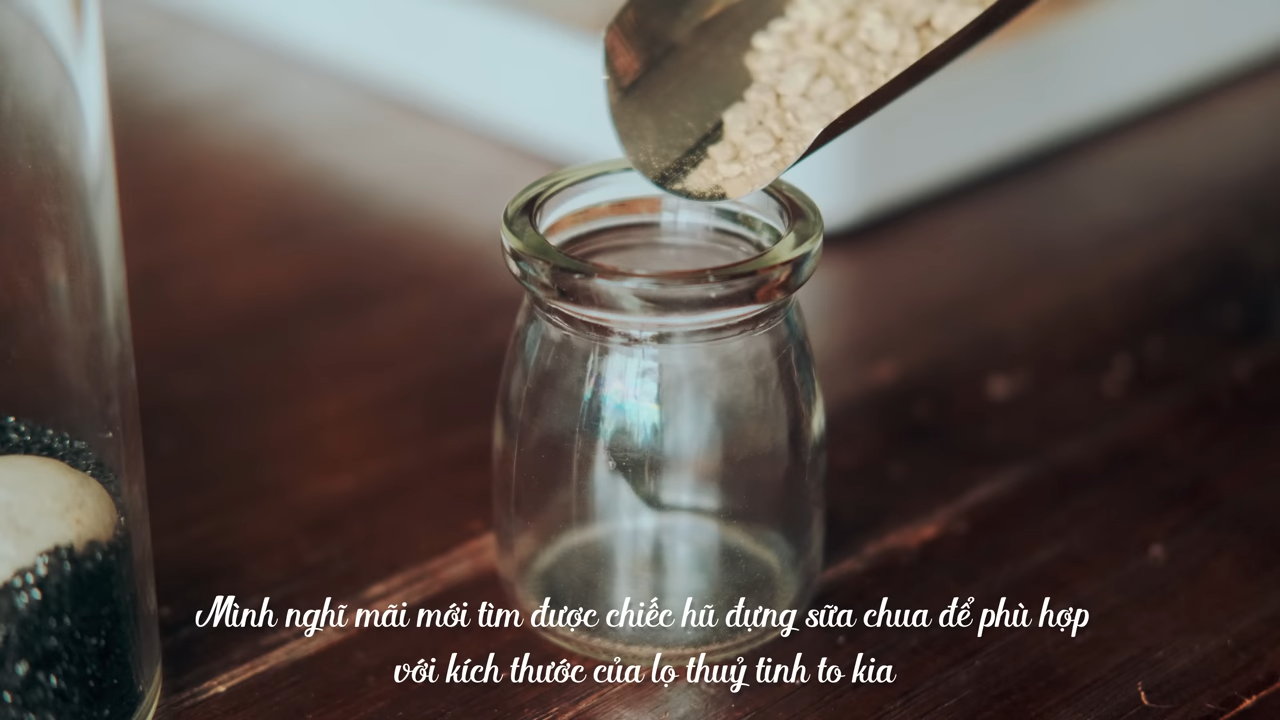 Mình nghĩ mãi mới tìm được chiếc hũ đựng sữa chua để phù hợp
với kích thước của lọ thuỷ tinh to kia